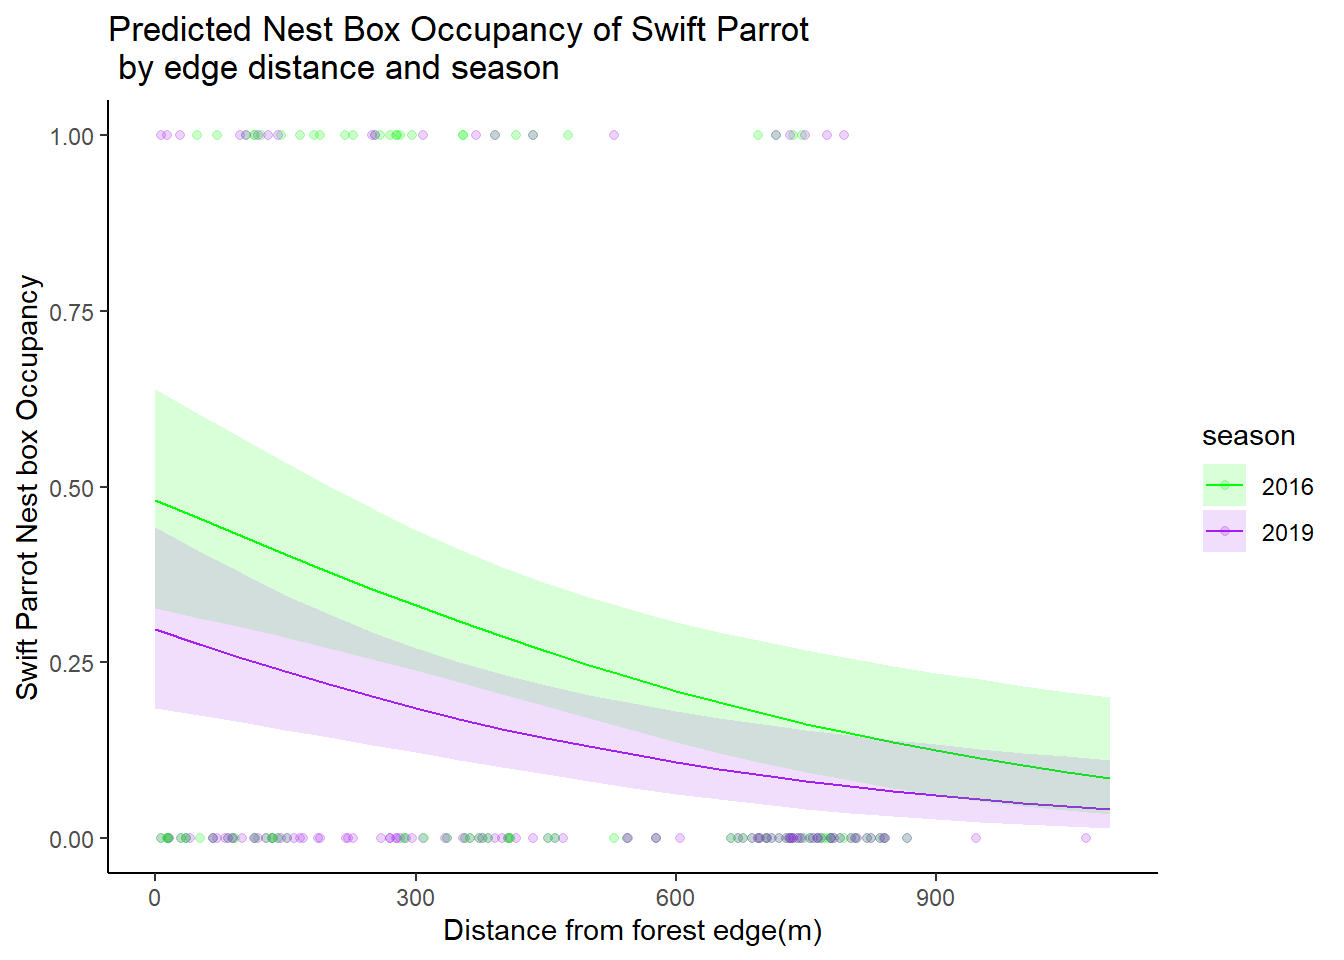 Predicted Nest Box Occupancy of Swift Parrot
by edge distance and season
Swift Parrot Nest box Occupancy
1.00
0.75
0.50
0.25
0.00
0
300
600
900
Distance from forest edge(m)
season
2016
2019